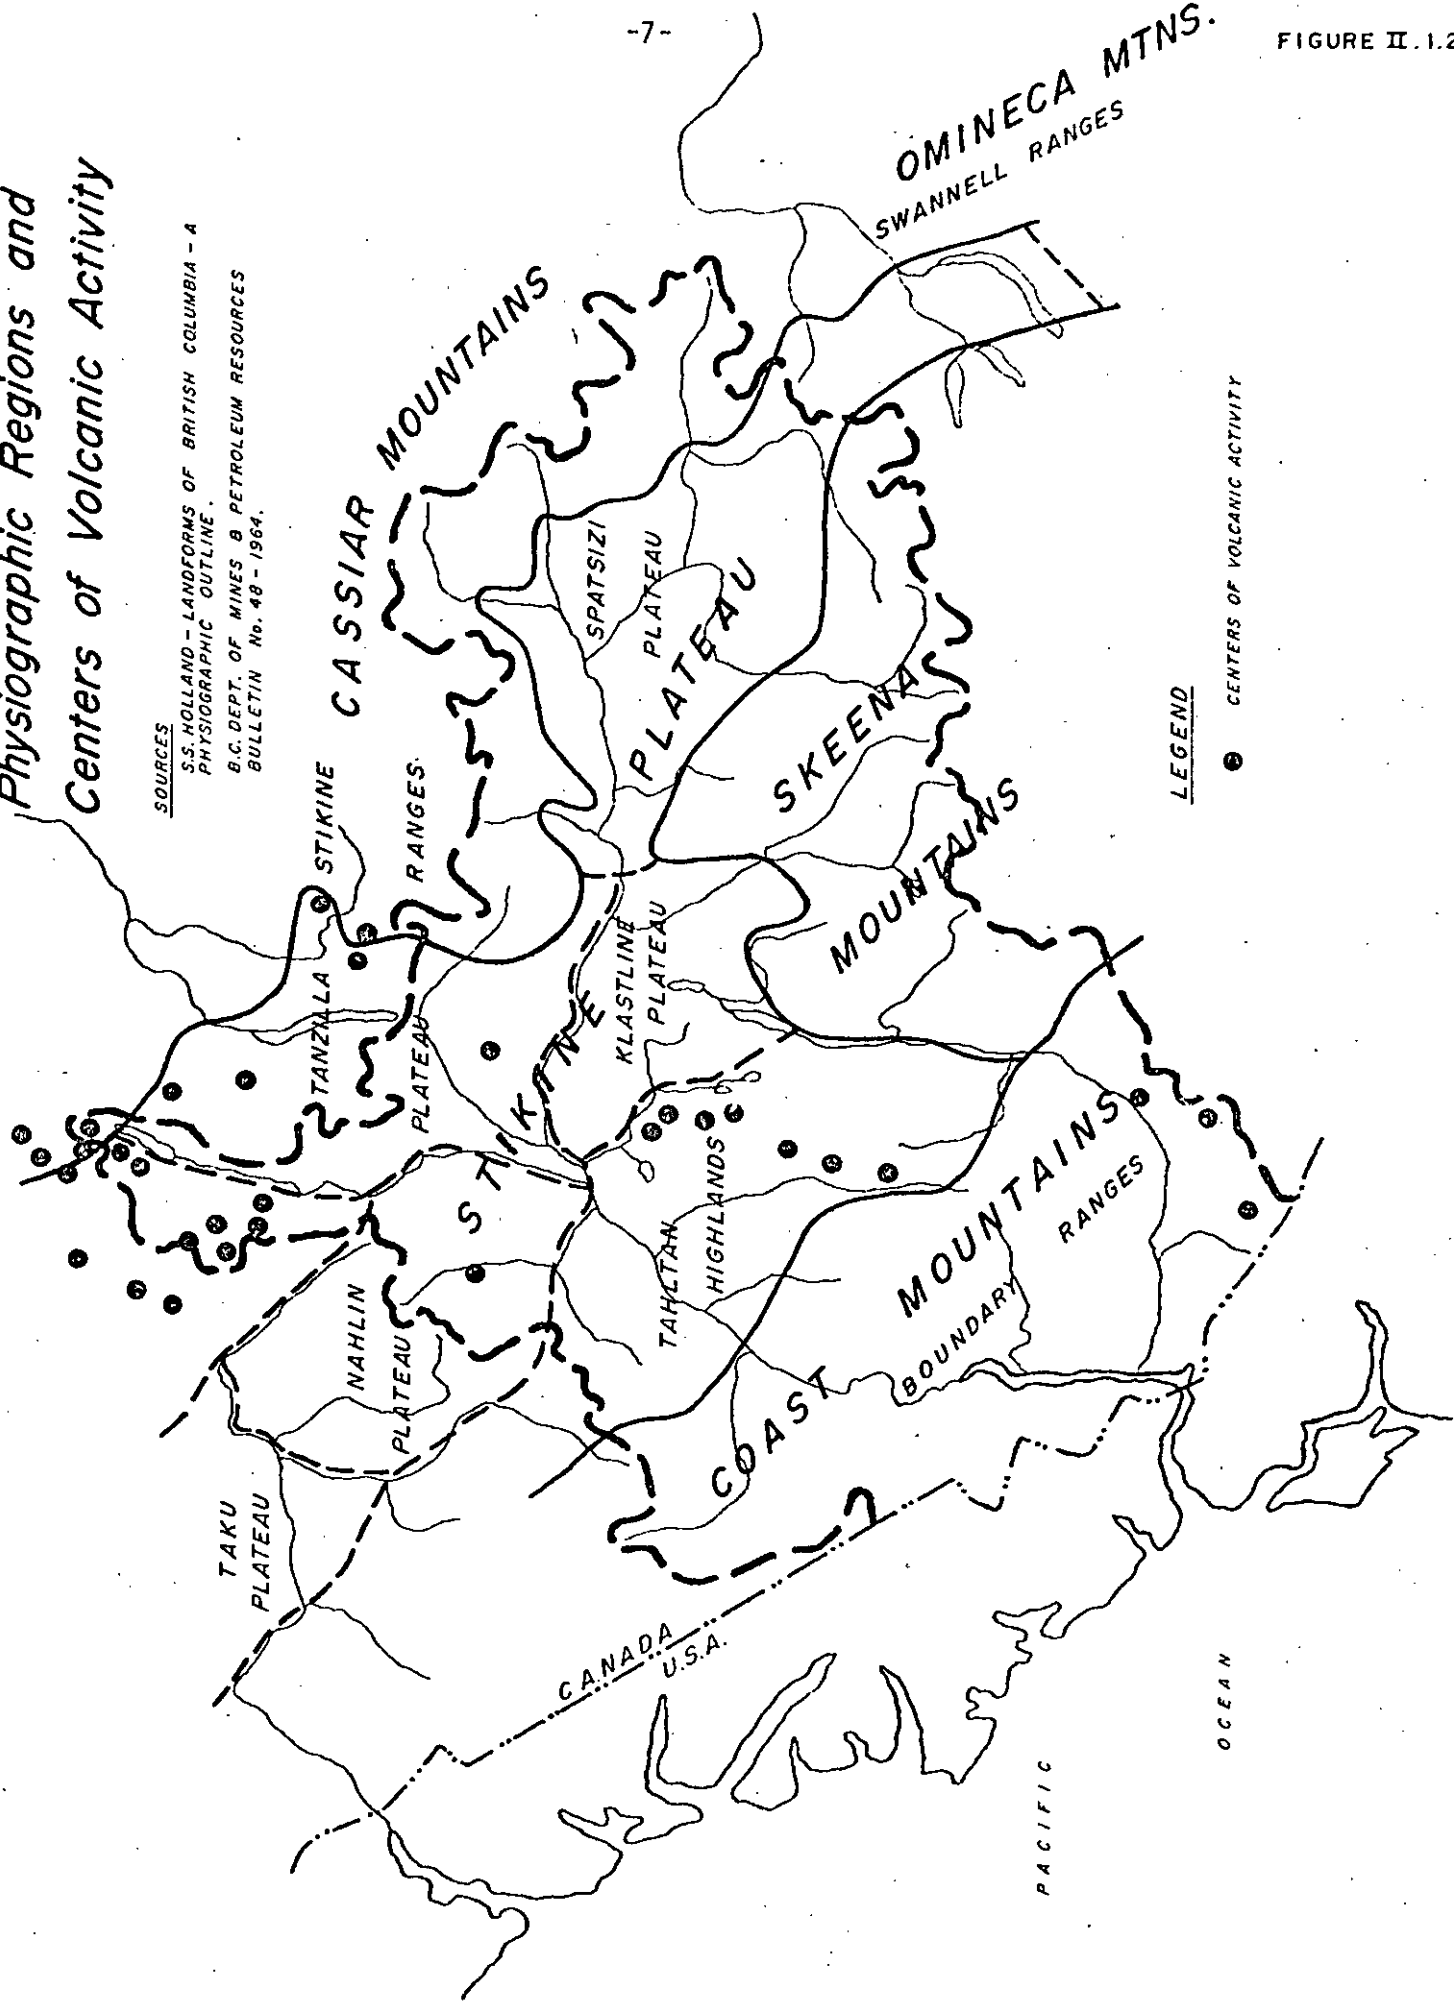 -7-
FIGURE II.1.2
Physiographic Regions and
Centers of Volcanic Activity
SOURCES
S.S. HOLLAND - LANDFORMS OF BRITISH COLUMBIA - A
PHYSIOGRAPHIC OUTLINE.
B.C. DEPT. OF MINES & PETROLEUM RESOURCES
BULLETIN No. 48 - 1964.
OMINECA MTNS.
SWANNELL RANGES
CASSIAR MOUNTAINS
STIKINE
RANGES
SPATSIZI
PLATEAU
STIKINE PLATEAU
TANZILLA
PLATEAU
KLASTLINE
PLATEAU
SKEENA
MOUNTAINS
NAHLIN
PLATEAU
TAHLTAN
HIGHLANDS
TAKU
PLATEAU
COAST MOUNTAINS
BOUNDARY RANGES
CANADA
U.S.A.
PACIFIC
OCEAN
LEGEND
CENTERS OF VOLCANIC ACTIVITY